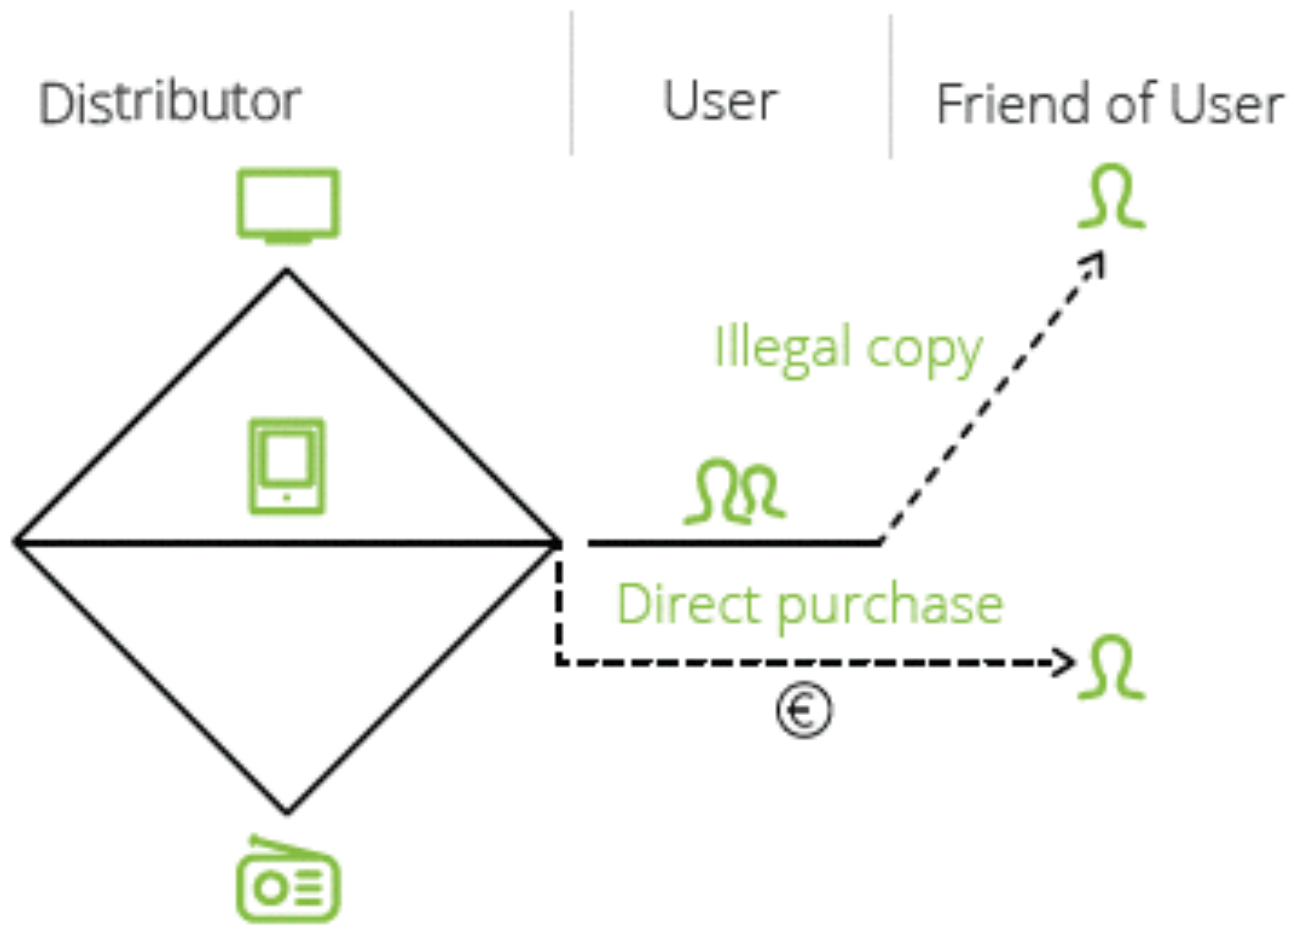 Distributor
User
Friend of User
Illegal copy
Direct purchase
€